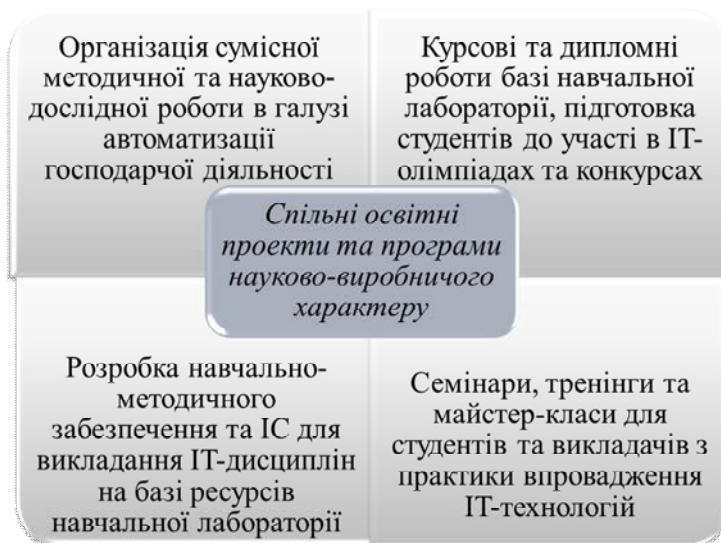 Організація сумісної
методичної та науково-
дослідної роботи в галузі
автоматизації
господарчої діяльності
Курсові та дипломні
роботи базі навчальної
лабораторії, підготовка
студентів до участі в ІТ-
олімпіадах та конкурсах
Спільні освітні
проекти та програми
науково-виробничого
характеру
Розробка навчально-
методичного
забезпечення та ІС для
викладання ІТ-дисциплін
на базі ресурсів
навчальної лабораторії
Семінари, тренінги та
майстер-класи для
студентів та викладачів з
практики впровадження
ІТ-технологій